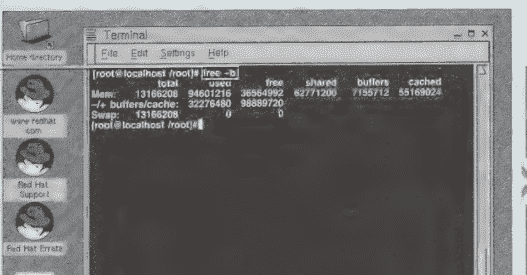 Terminal
File Edit Settings Help
Home directory
[root@localhost /root]# free -b
total used free shared buffers cached
Mem: 13166208 94601216 36564992 62771200 7155712 55169024
-/+ buffers/cache: 32276480 98889720
Swap: 13166208 0 0
[root@localhost /root]#
www redhat
com
Red Hat
Support
Red Hat Errata